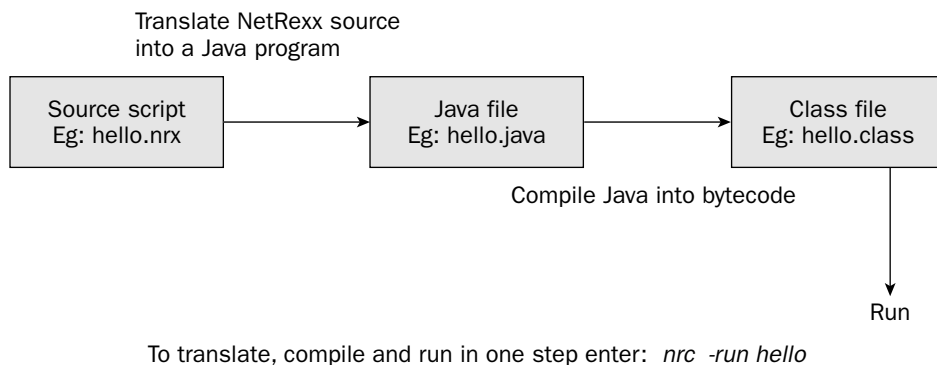 Translate NetRexx source
into a Java program
Source script
Eg: hello.nrx
Java file
Eg: hello.java
Class file
Eg: hello.class
Compile Java into bytecode
Run
To translate, compile and run in one step enter: nrc -run hello